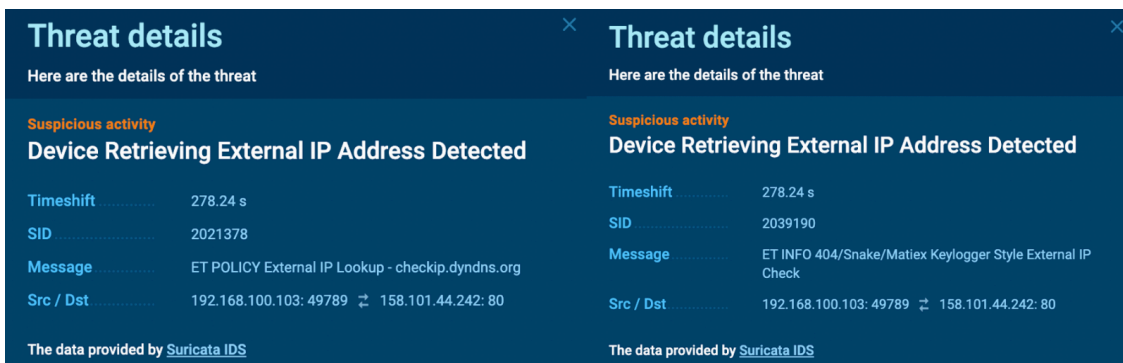 Threat details
Here are the details of the threat
Suspicious activity
Device Retrieving External IP Address Detected
Timeshift 278.24 s
SID 2021378
Message ET POLICY External IP Lookup - checkip.dyndns.org
Src / Dst 192.168.100.103: 49789 ⇄ 158.101.44.242: 80
The data provided by Suricata IDS
Threat details
Here are the details of the threat
Suspicious activity
Device Retrieving External IP Address Detected
Timeshift 278.24 s
SID 2039190
Message ET INFO 404/Snake/Matiex Keylogger Style External IP
Check
Src / Dst 192.168.100.103: 49789 ⇄ 158.101.44.242: 80
The data provided by Suricata IDS